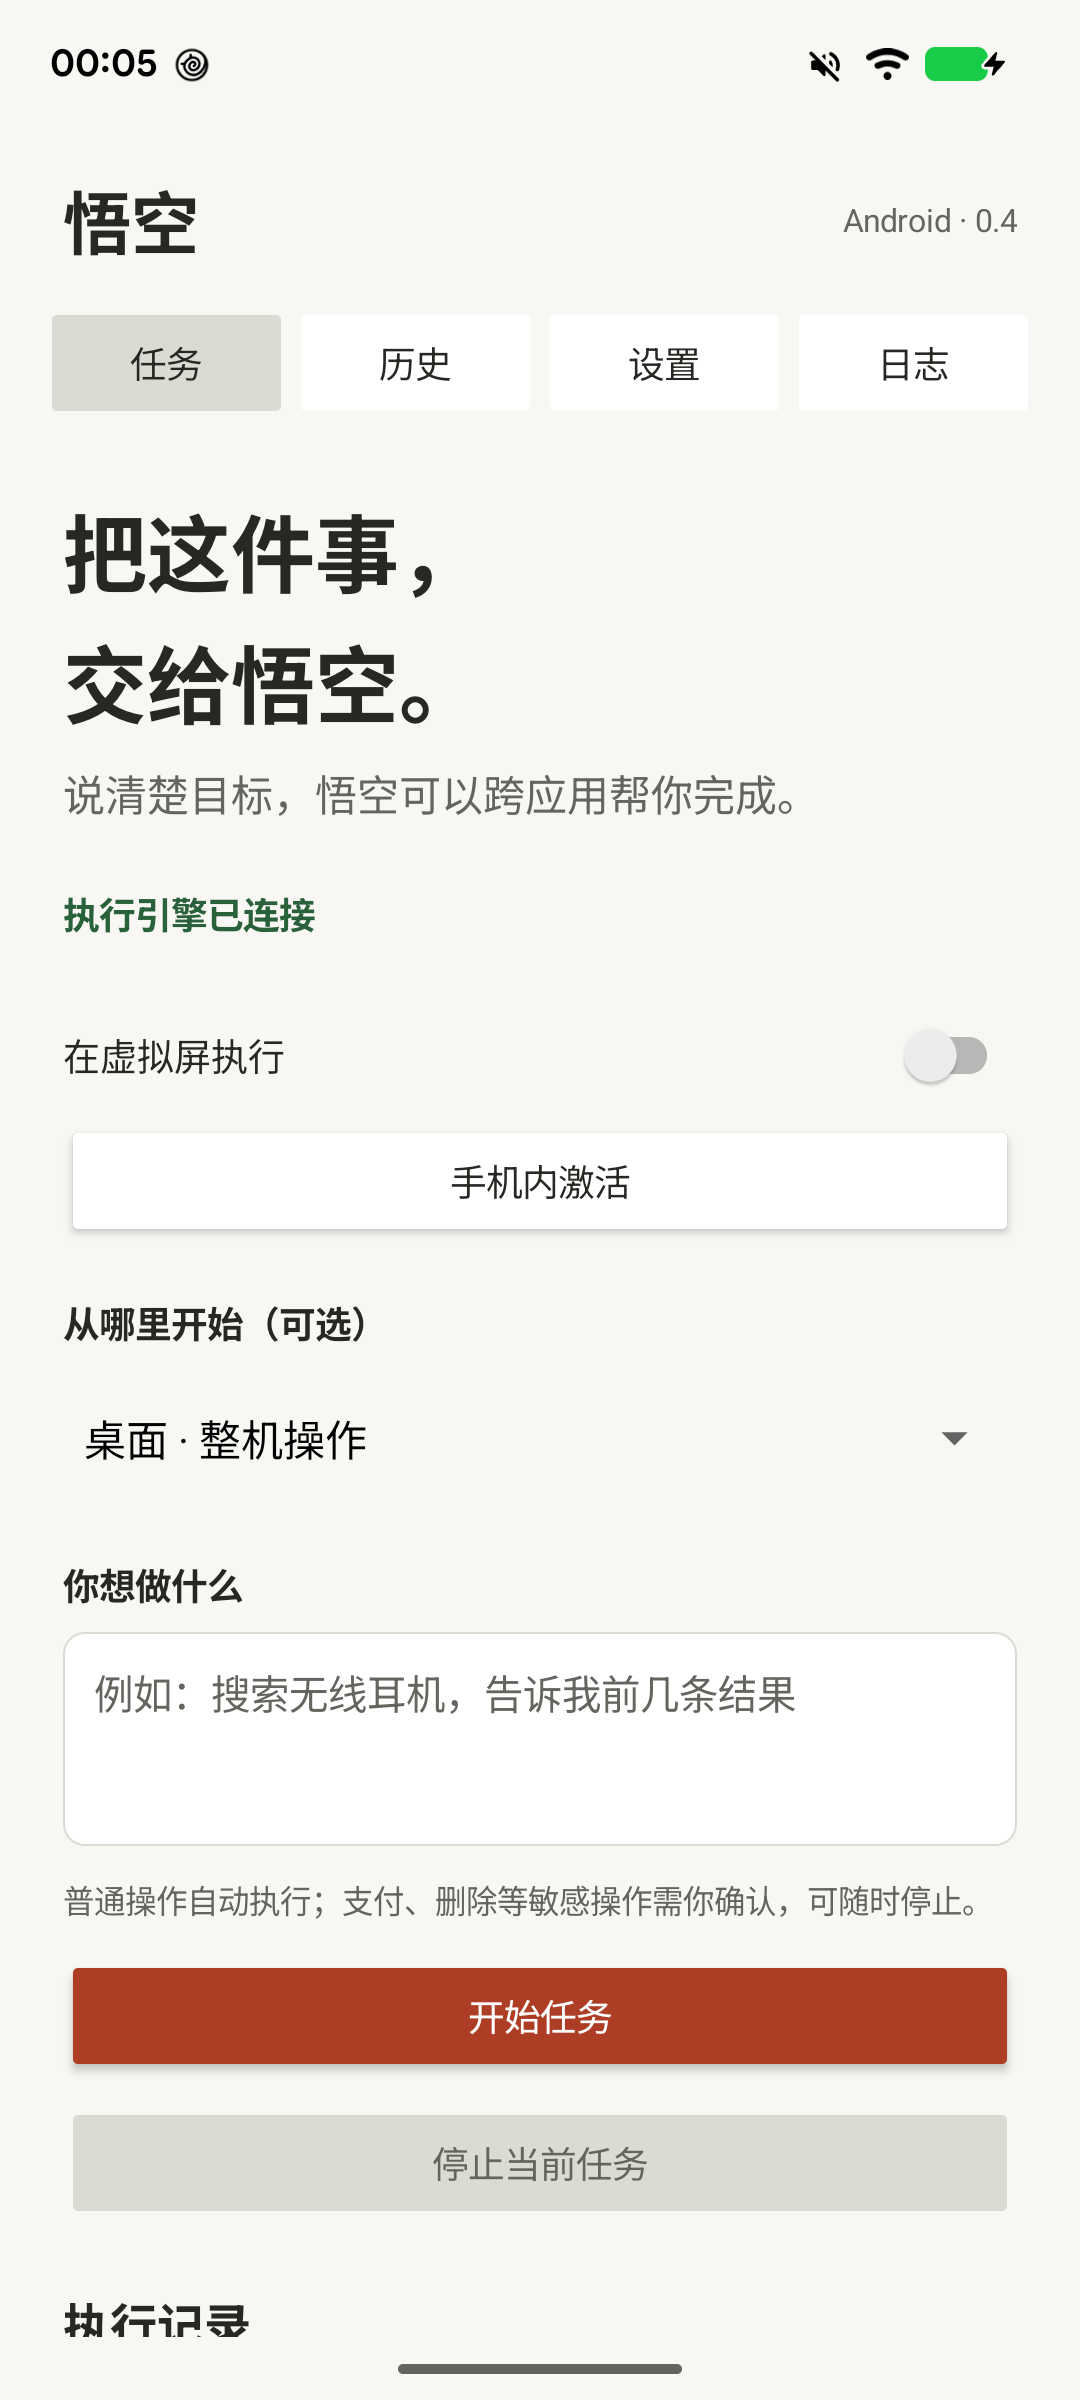 00:05
悟空
Android · 0.4
任务
历史
设置
日志
把这件事，
交给悟空。
说清楚目标，悟空可以跨应用帮你完成。
执行引擎已连接
在虚拟屏执行
手机内激活
从哪里开始（可选）
桌面 · 整机操作
你想做什么
例如：搜索无线耳机，告诉我前几条结果
普通操作自动执行；支付、删除等敏感操作需你确认，可随时停止。
开始任务
停止当前任务
执行记录